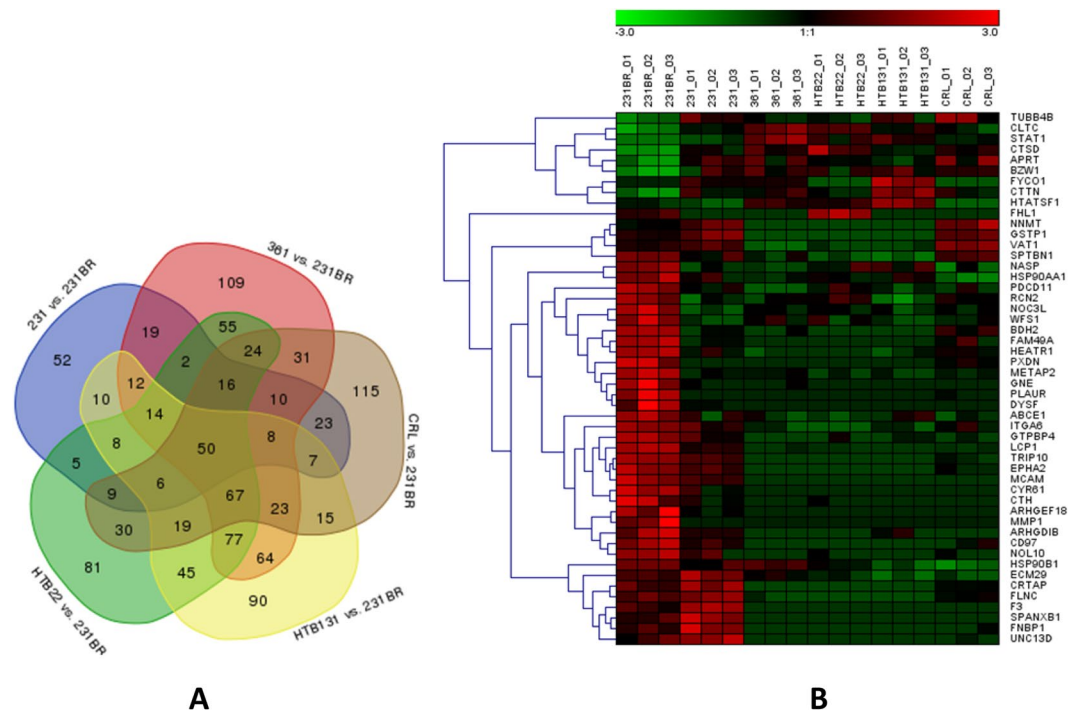 -3.0 1:1 3.0
231BR_01 231BR_02 231BR_03 231_01 231_02 231_03 361_01 361_02 361_03 HTB22_01 HTB22_02 HTB22_03 HTB131_01 HTB131_02 HTB131_03 CRL_01 CRL_02 CRL_03
TUBB4B
CLTC
STAT1
CTSD
APRT
BZW1
FYCO1
CTTN
HTATSF1
FHL1
NNMT
GSTP1
VAT1
SPTBN1
NASP
HSP90AA1
PDCD11
RCN2
NOC3L
WFS1
BDH2
FAM49A
HEATR1
PXDN
METAP2
GNE
PLAUR
DYSF
ABCE1
ITGA6
GTPBP4
LCP1
TRIP10
EPHA2
MCAM
CYR61
CTH
ARHGEF18
MMP1
ARHGDIB
CD97
NOL10
HSP90B1
ECM29
CRTAP
FLNC
F3
SPANXB1
FNBP1
UNC13D
231 vs. 231BR
361 vs. 231BR
CRL vs. 231BR
HTB131 vs. 231BR
HTB22 vs. 231BR
109
19 55
52 2 24 31
115
10 12 16 10
14 23
8 50 8
5 7
9 6 67
30 19 23 15
77
81 45 64
90
A B